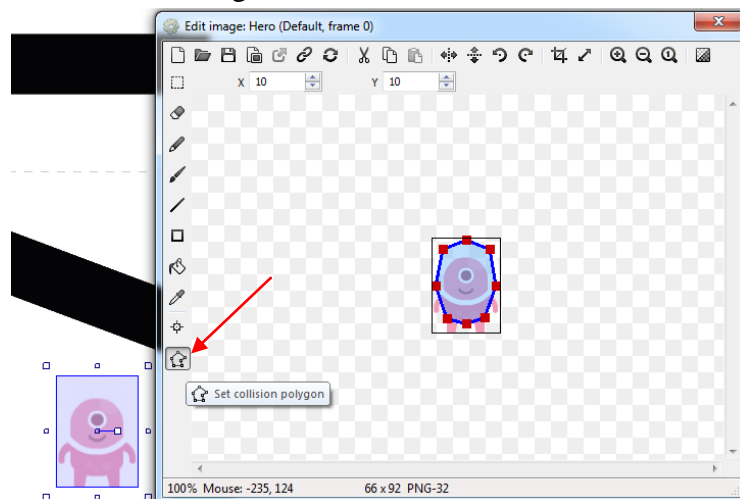 Edit image: Hero (Default, frame 0)
X 10 Y 10
Set collision polygon
100% Mouse: -235, 124 66 x 92 PNG-32